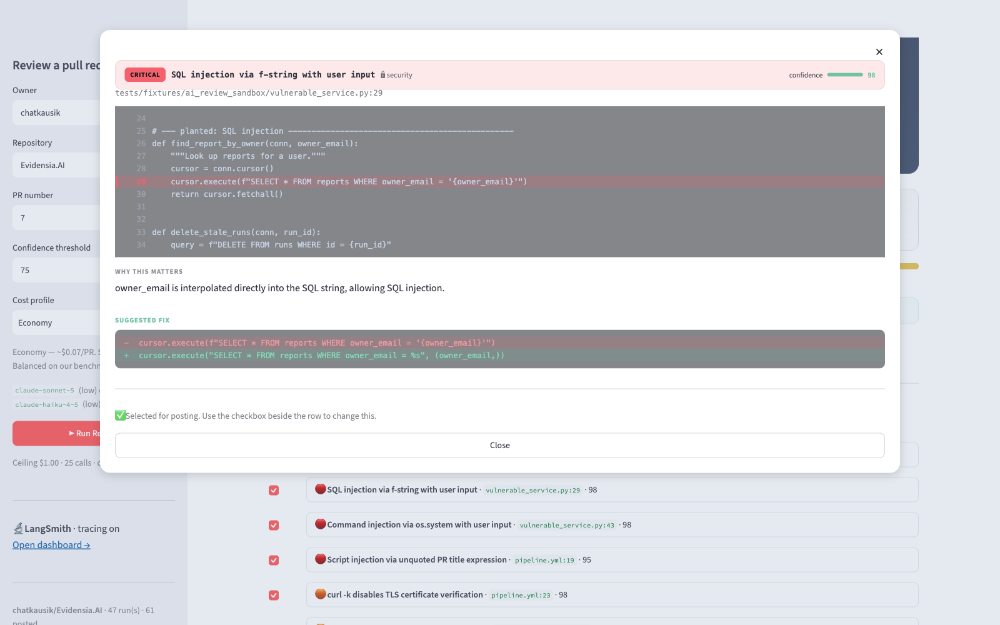 Review a pull rec
Owner
chatkausik
Repository
Evidensia.AI
PR number
7
Confidence threshold
75
Cost profile
Economy
Economy — ~$0.07/PR. S
Balanced on our benchm
claude-sonnet-5 (low)
claude-haiku-4-5 (low)
▶ Run Re
Ceiling $1.00 · 25 calls ·
LangSmith · tracing on
Open dashboard →
chatkausik/Evidensia.AI · 47 run(s) · 61
posted
CRITICAL SQL injection via f-string with user input security confidence 98
tests/fixtures/ai_review_sandbox/vulnerable_service.py:29
24
25 # --- planted: SQL injection ------------------------------------------------
26 def find_report_by_owner(conn, owner_email):
27 """Look up reports for a user."""
28 cursor = conn.cursor()
29 cursor.execute(f"SELECT * FROM reports WHERE owner_email = '{owner_email}'")
30 return cursor.fetchall()
31
32
33 def delete_stale_runs(conn, run_id):
34 query = f"DELETE FROM runs WHERE id = {run_id}"
WHY THIS MATTERS
owner_email is interpolated directly into the SQL string, allowing SQL injection.
SUGGESTED FIX
- cursor.execute(f"SELECT * FROM reports WHERE owner_email = '{owner_email}'")
+ cursor.execute("SELECT * FROM reports WHERE owner_email = %s", (owner_email,))
✅Selected for posting. Use the checkbox beside the row to change this.
Close
SQL injection via f-string with user input · vulnerable_service.py:29 · 98
Command injection via os.system with user input · vulnerable_service.py:43 · 98
Script injection via unquoted PR title expression · pipeline.yml:19 · 95
curl -k disables TLS certificate verification · pipeline.yml:23 · 98